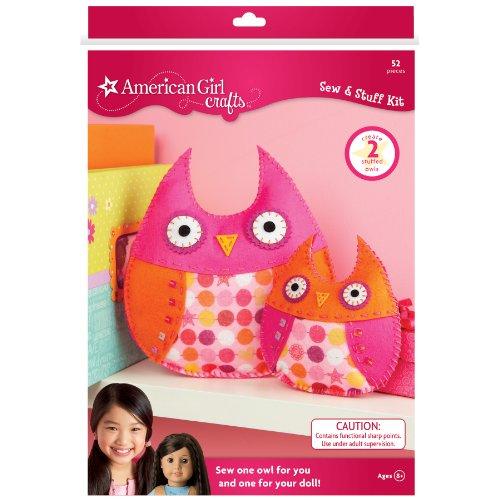 52
pieces
American Girl
crafts
Sew & Stuff Kit
create
2
stuffed
owls
CAUTION:
Contains functional sharp points.
Use under adult supervision.
Sew one owl for you
and one for your doll!
Ages 8+